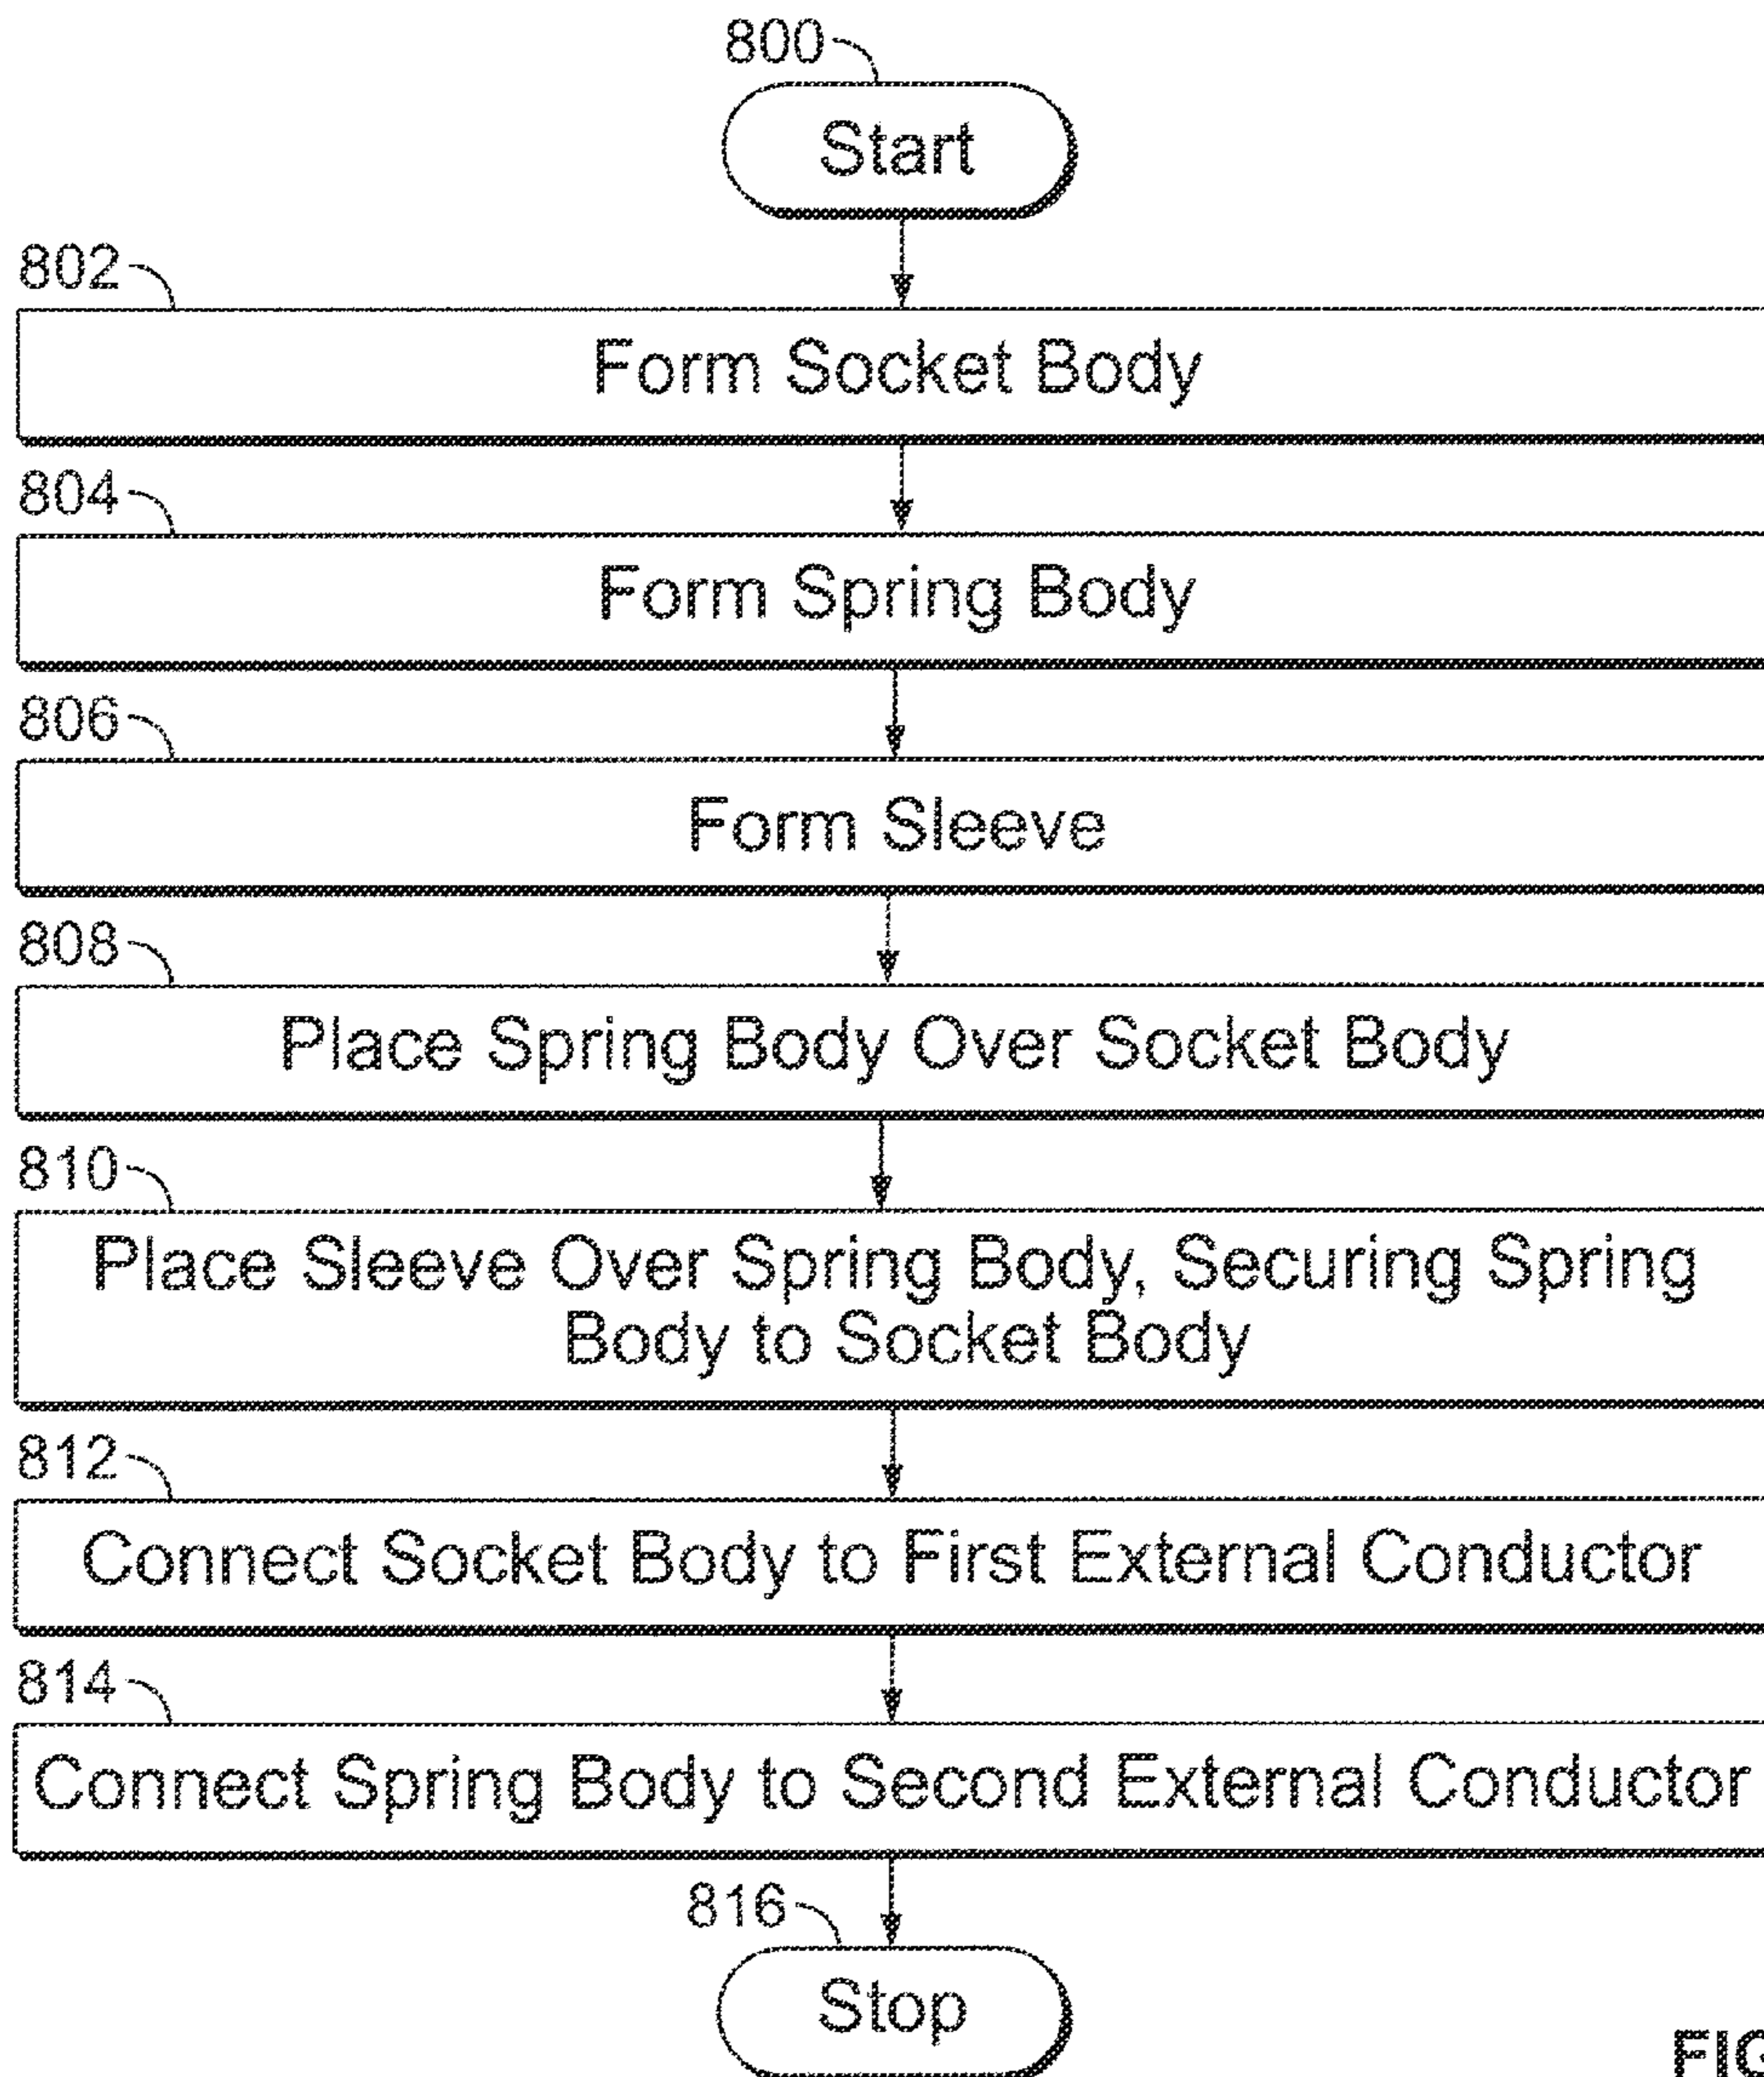 800
Start
802
Form Socket Body
804
Form Spring Body
806
Form Sleeve
808
Place Spring Body Over Socket Body
810
Place Sleeve Over Spring Body, Securing Spring
Body to Socket Body
812
Connect Socket Body to First External Conductor
814
Connect Spring Body to Second External Conductor
816
Stop
FIG